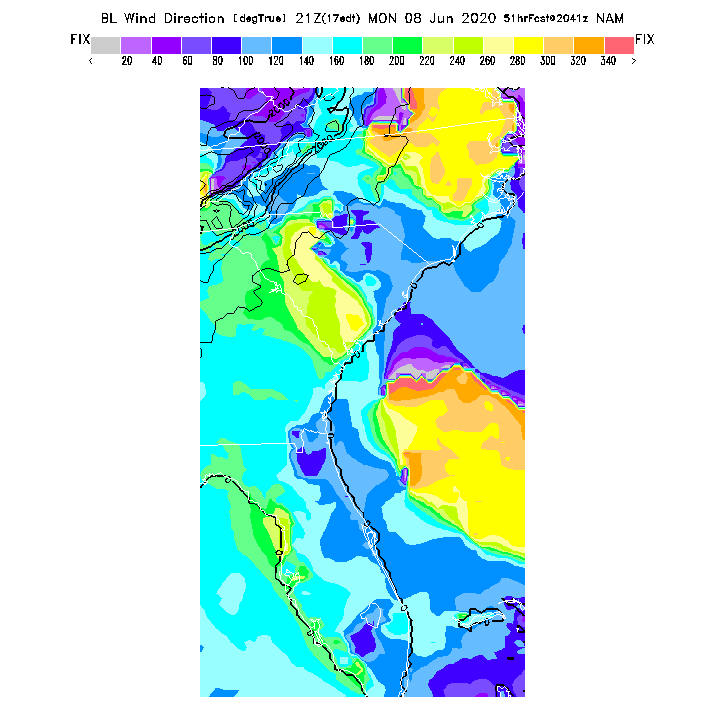 BL Wind Direction [degTrue] 21Z(17edt) MON 08 Jun 2020 51hrFcst@2041z NAM
FIX FIX
< 20 40 60 80 100 120 140 160 180 200 220 240 260 280 300 320 340 >